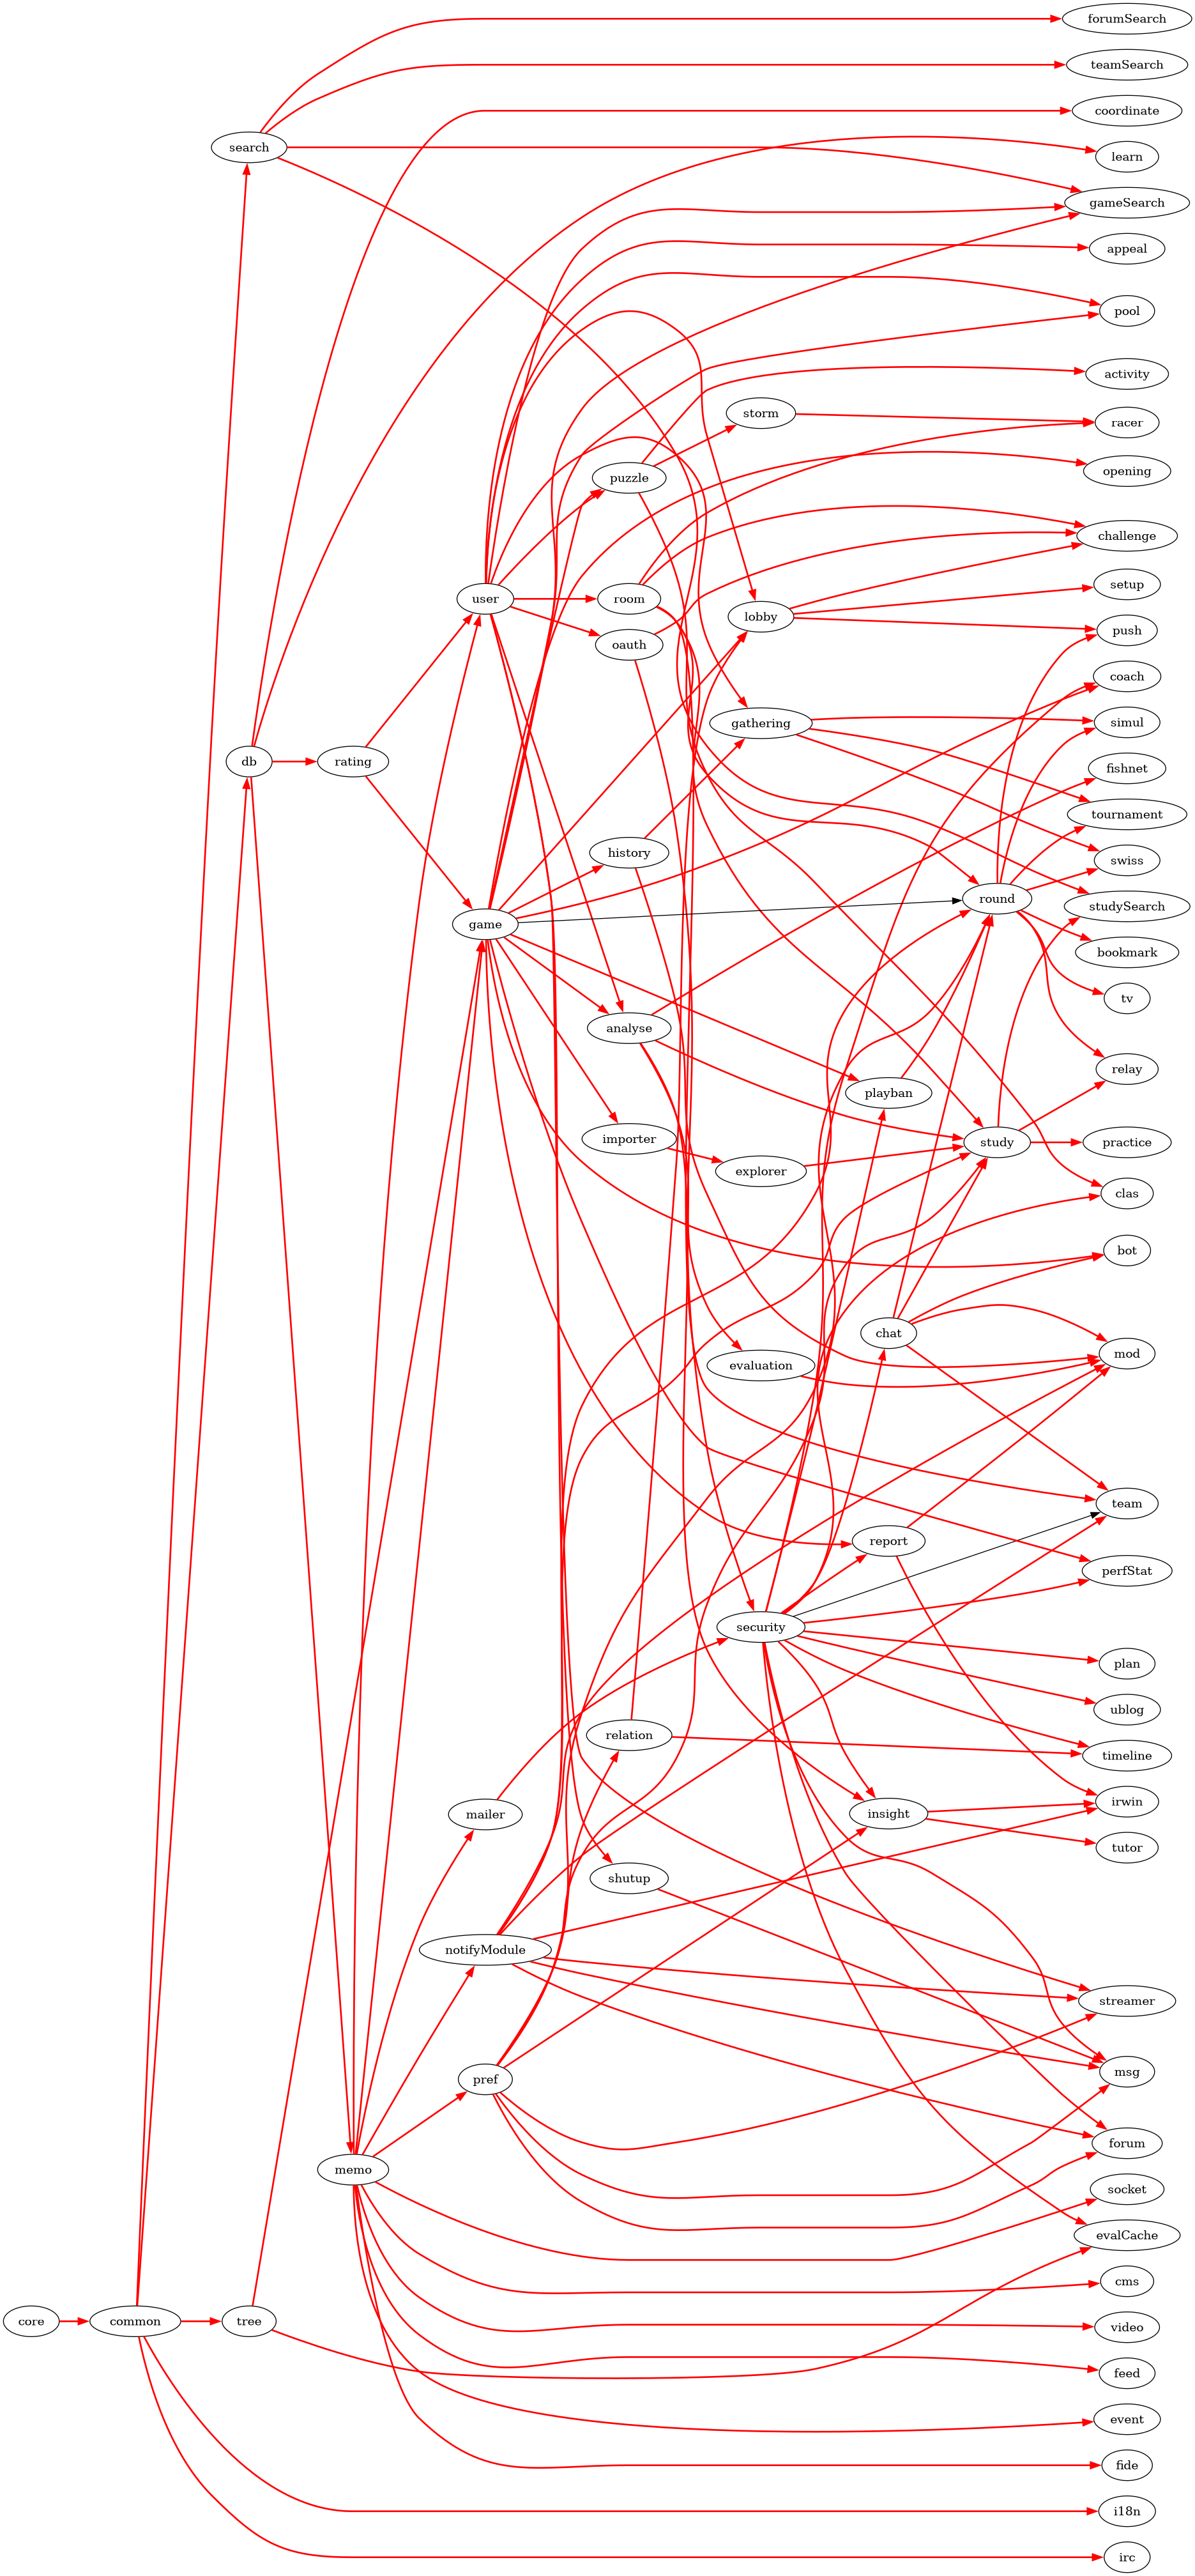 forumSearch
teamSearch
coordinate
search
learn
gameSearch
appeal
pool
activity
storm
racer
opening
puzzle
challenge
setup
user
room
lobby
push
oauth
coach
gathering
simul
db
rating
fishnet
tournament
history
swiss
round
studySearch
game
bookmark
tv
analyse
relay
playban
importer
study
practice
explorer
clas
bot
chat
mod
evaluation
team
report
perfStat
security
plan
ublog
relation
timeline
irwin
mailer
insight
tutor
shutup
notifyModule
streamer
msg
pref
forum
memo
socket
evalCache
cms
core
common
tree
video
feed
event
fide
i18n
irc